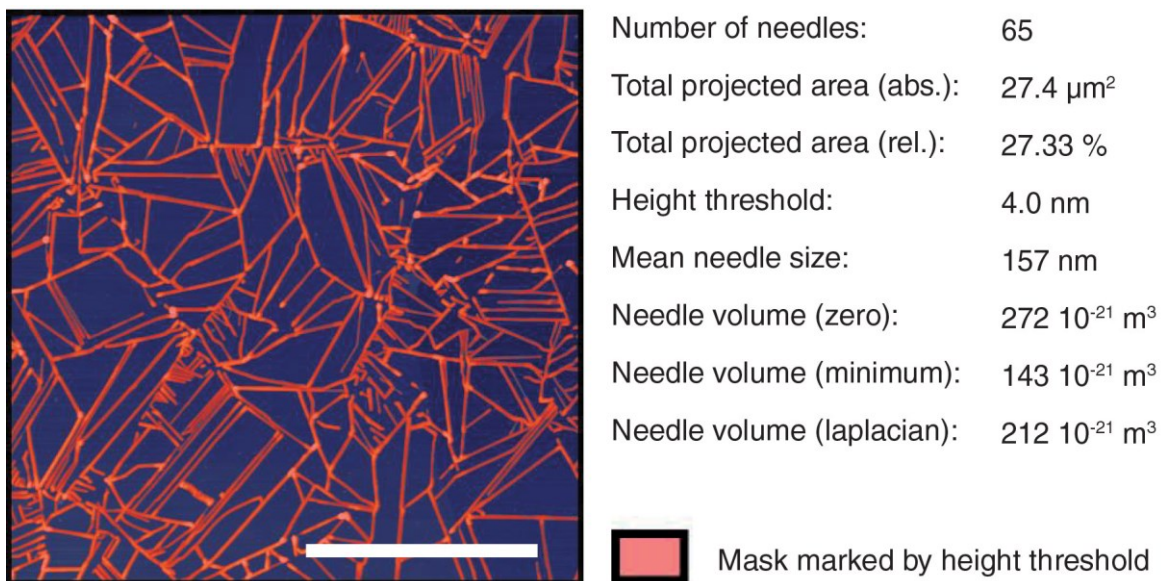 Number of needles: 65
Total projected area (abs.): 27.4 µm²
Total projected area (rel.): 27.33 %
Height threshold: 4.0 nm
Mean needle size: 157 nm
Needle volume (zero): 272 10⁻²¹ m³
Needle volume (minimum): 143 10⁻²¹ m³
Needle volume (laplacian): 212 10⁻²¹ m³
Mask marked by height threshold